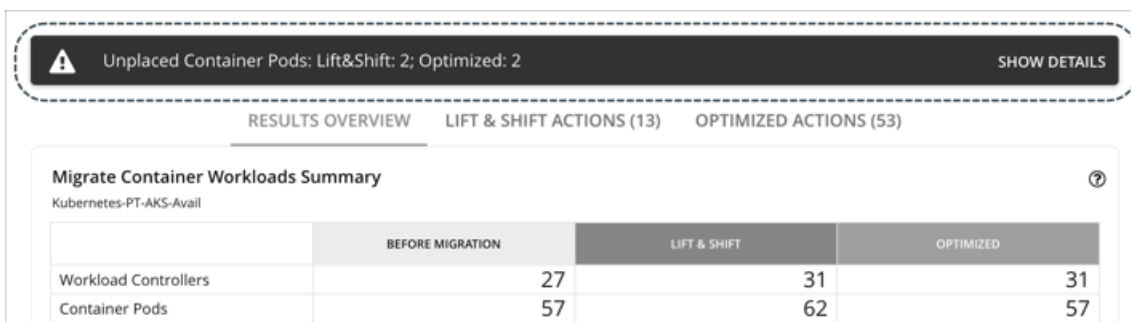 Unplaced Container Pods: Lift&Shift: 2; Optimized: 2 SHOW DETAILS
RESULTS OVERVIEW LIFT & SHIFT ACTIONS (13) OPTIMIZED ACTIONS (53)
Migrate Container Workloads Summary
Kubernetes-PT-AKS-Avail
BEFORE MIGRATION LIFT & SHIFT OPTIMIZED
Workload Controllers 27 31 31
Container Pods 57 62 57